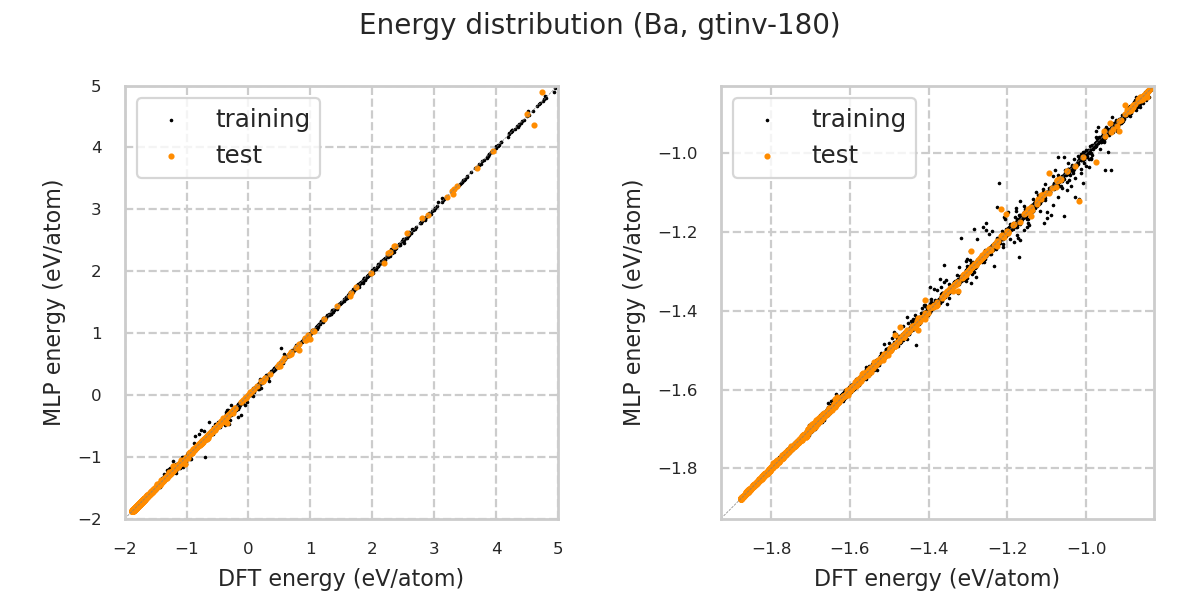 Energy distribution (Ba, gtinv-180)
training
test
5
4
3
2
1
0
−1
−2
−2
−1
0
1
2
3
4
5
MLP energy (eV/atom)
DFT energy (eV/atom)
training
test
−1.0
−1.2
−1.4
−1.6
−1.8
−1.8
−1.6
−1.4
−1.2
−1.0
MLP energy (eV/atom)
DFT energy (eV/atom)